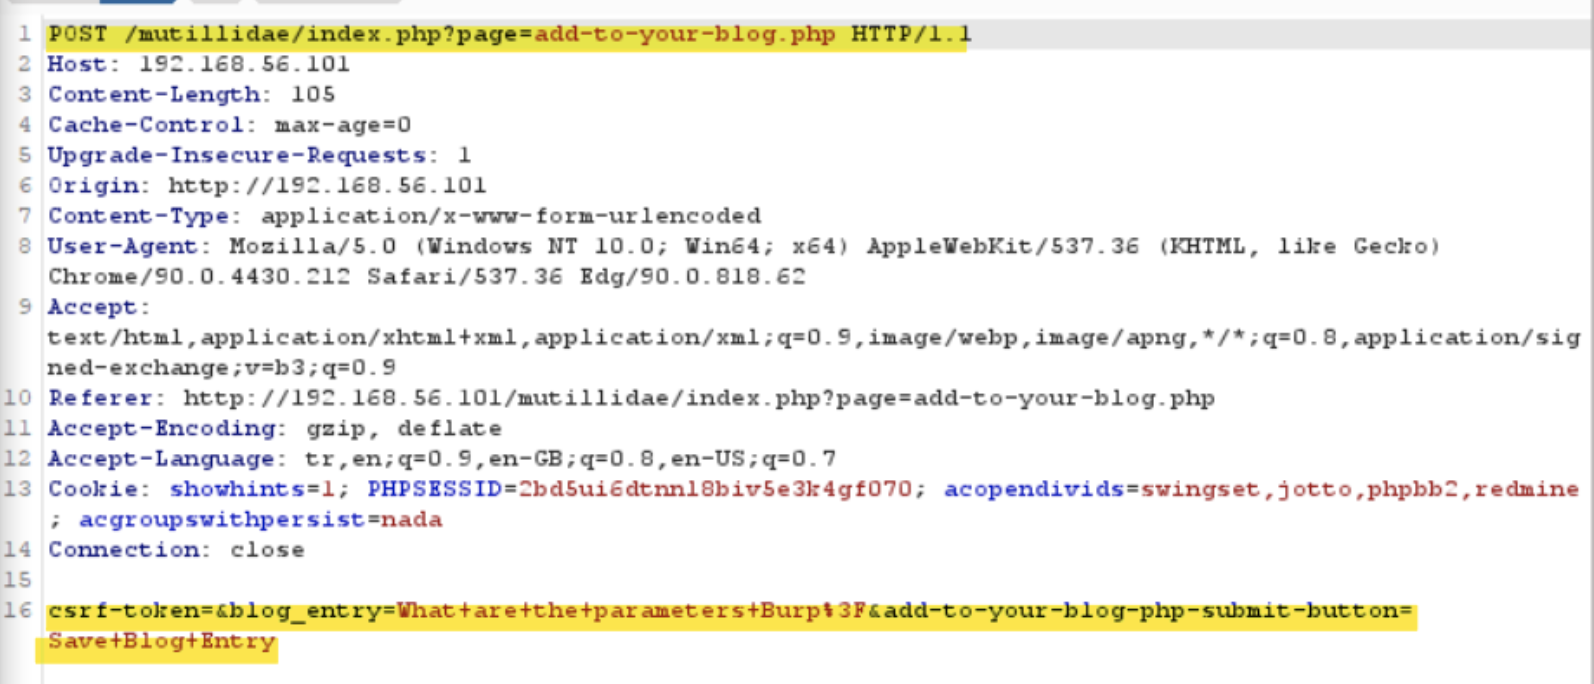 1 POST /mutillidae/index.php?page=add-to-your-blog.php HTTP/1.1
2 Host: 192.168.56.101
3 Content-Length: 105
4 Cache-Control: max-age=0
5 Upgrade-Insecure-Requests: 1
6 Origin: http://192.168.56.101
7 Content-Type: application/x-www-form-urlencoded
8 User-Agent: Mozilla/5.0 (Windows NT 10.0; Win64; x64) AppleWebKit/537.36 (KHTML, like Gecko)
Chrome/90.0.4430.212 Safari/537.36 Edg/90.0.818.62
9 Accept:
text/html,application/xhtml+xml,application/xml;q=0.9,image/webp,image/apng,*/*;q=0.8,application/sig
ned-exchange;v=b3;q=0.9
10 Referer: http://192.168.56.101/mutillidae/index.php?page=add-to-your-blog.php
11 Accept-Encoding: gzip, deflate
12 Accept-Language: tr,en;q=0.9,en-GB;q=0.8,en-US;q=0.7
13 Cookie: showhints=1; PHPSESSID=2bd5ui6dtnnl8biv5e3k4gf070; acopendivids=swingset,jotto,phpbb2,redmine
; acgroupswithpersist=nada
14 Connection: close
15
16 csrf-token=&blog_entry=What+are+the+parameters+Burp%3F&add-to-your-blog-php-submit-button=
Save+Blog+Entry